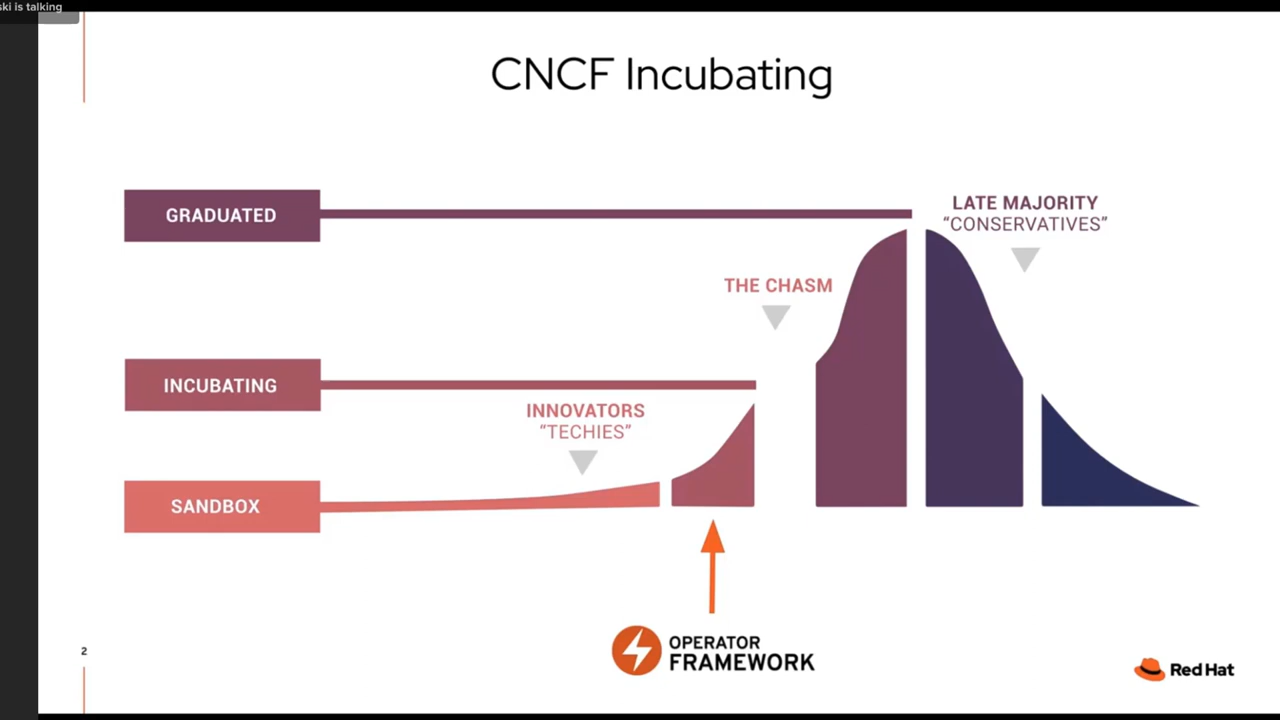 ski is talking
CNCF Incubating
GRADUATED
LATE MAJORITY
“CONSERVATIVES”
THE CHASM
INCUBATING
INNOVATORS
“TECHIES”
SANDBOX
OPERATOR
FRAMEWORK
2
Red Hat